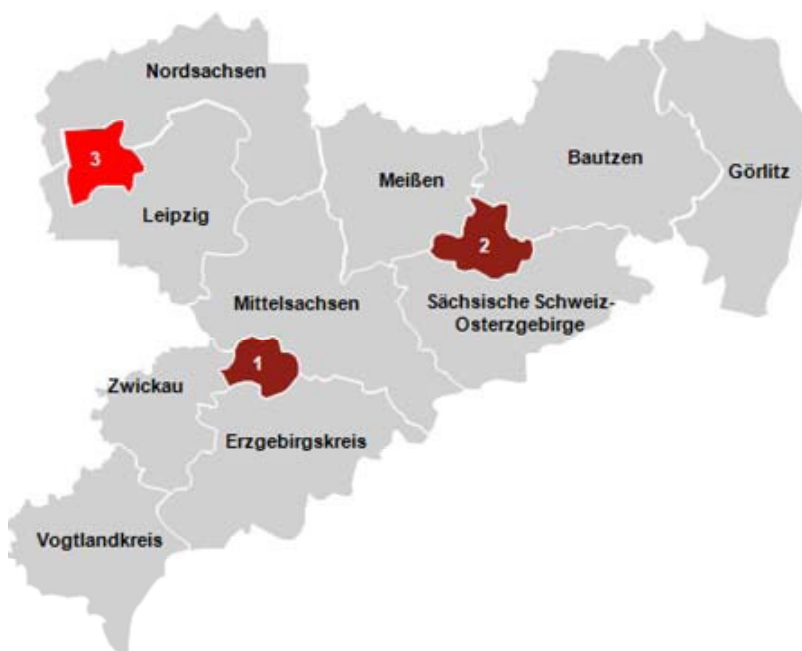 Nordsachsen
3
Leipzig
Meißen
Bautzen
Görlitz
2
Mittelsachsen
Sächsische Schweiz-
Osterzgebirge
1
Zwickau
Erzgebirgskreis
Vogtlandkreis